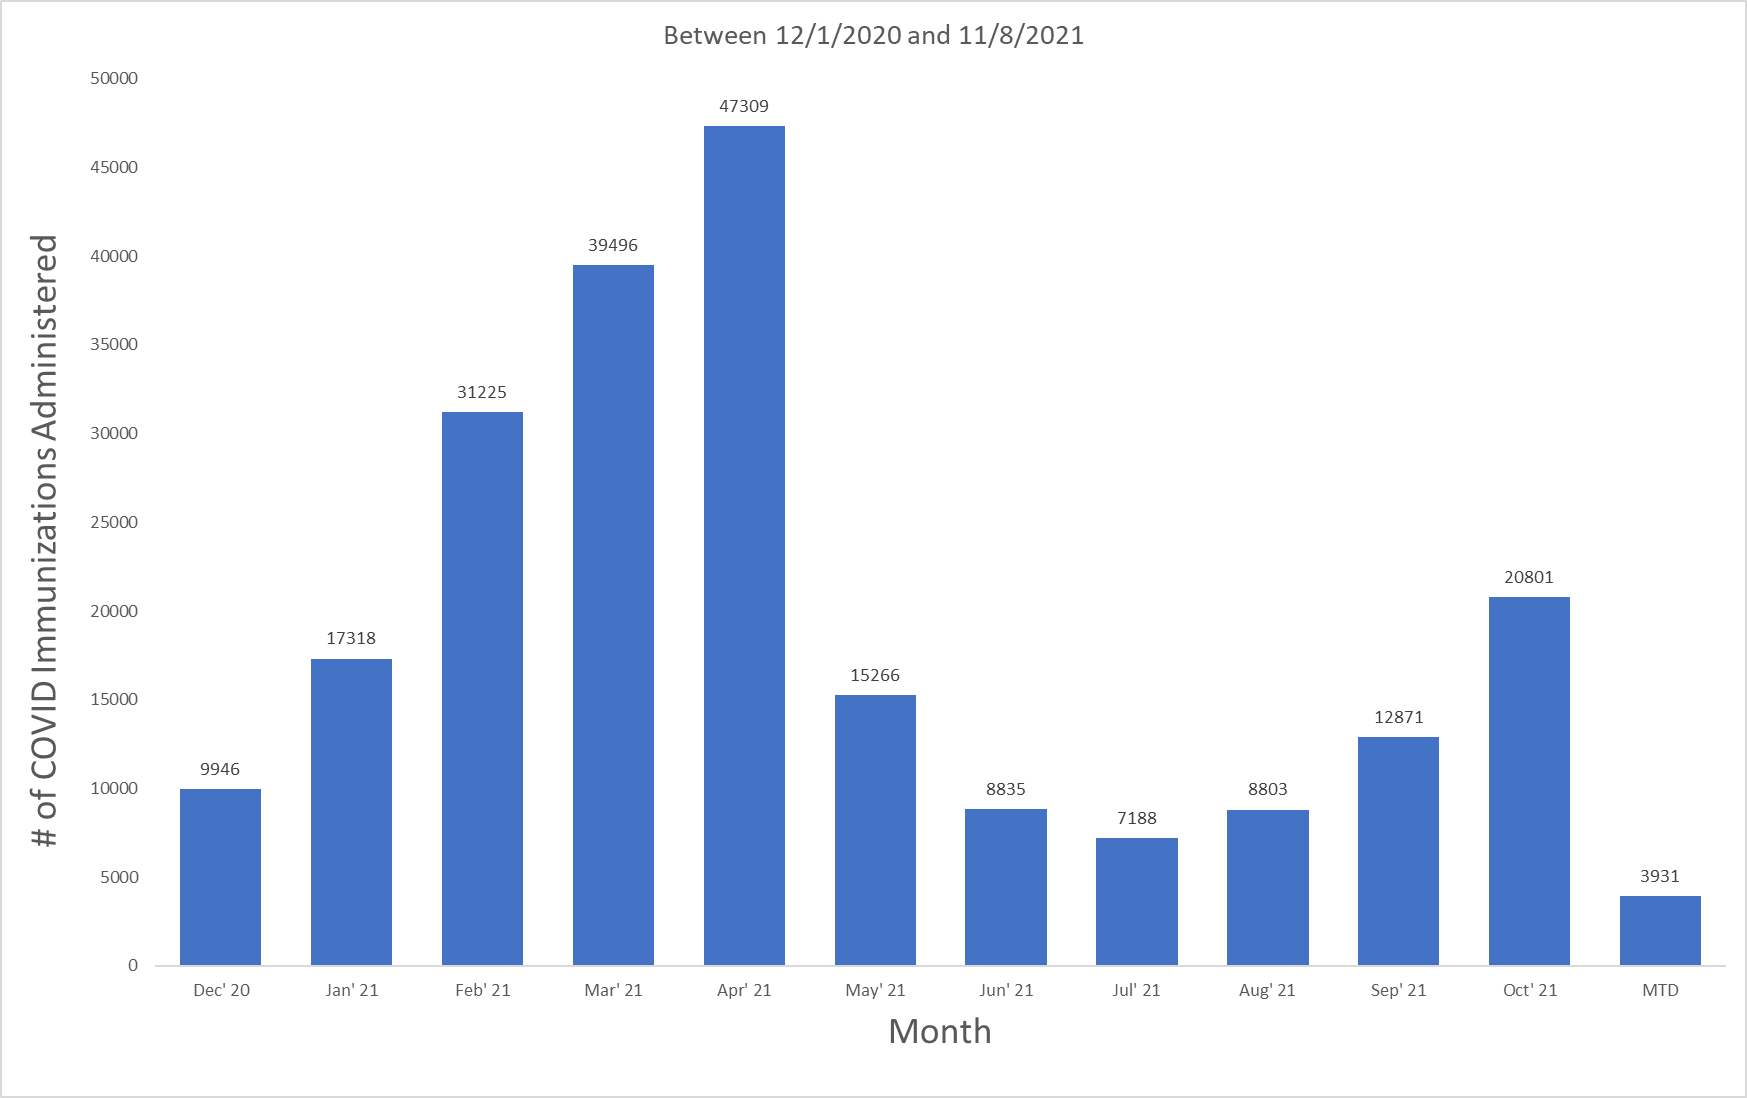 Between 12/1/2020 and 11/8/2021
# of COVID Immunizations Administered
50000
45000
40000
35000
30000
25000
20000
15000
10000
5000
0
9946
17318
31225
39496
47309
15266
8835
7188
8803
12871
20801
3931
Dec' 20
Jan' 21
Feb' 21
Mar' 21
Apr' 21
May' 21
Jun' 21
Jul' 21
Aug' 21
Sep' 21
Oct' 21
MTD
Month